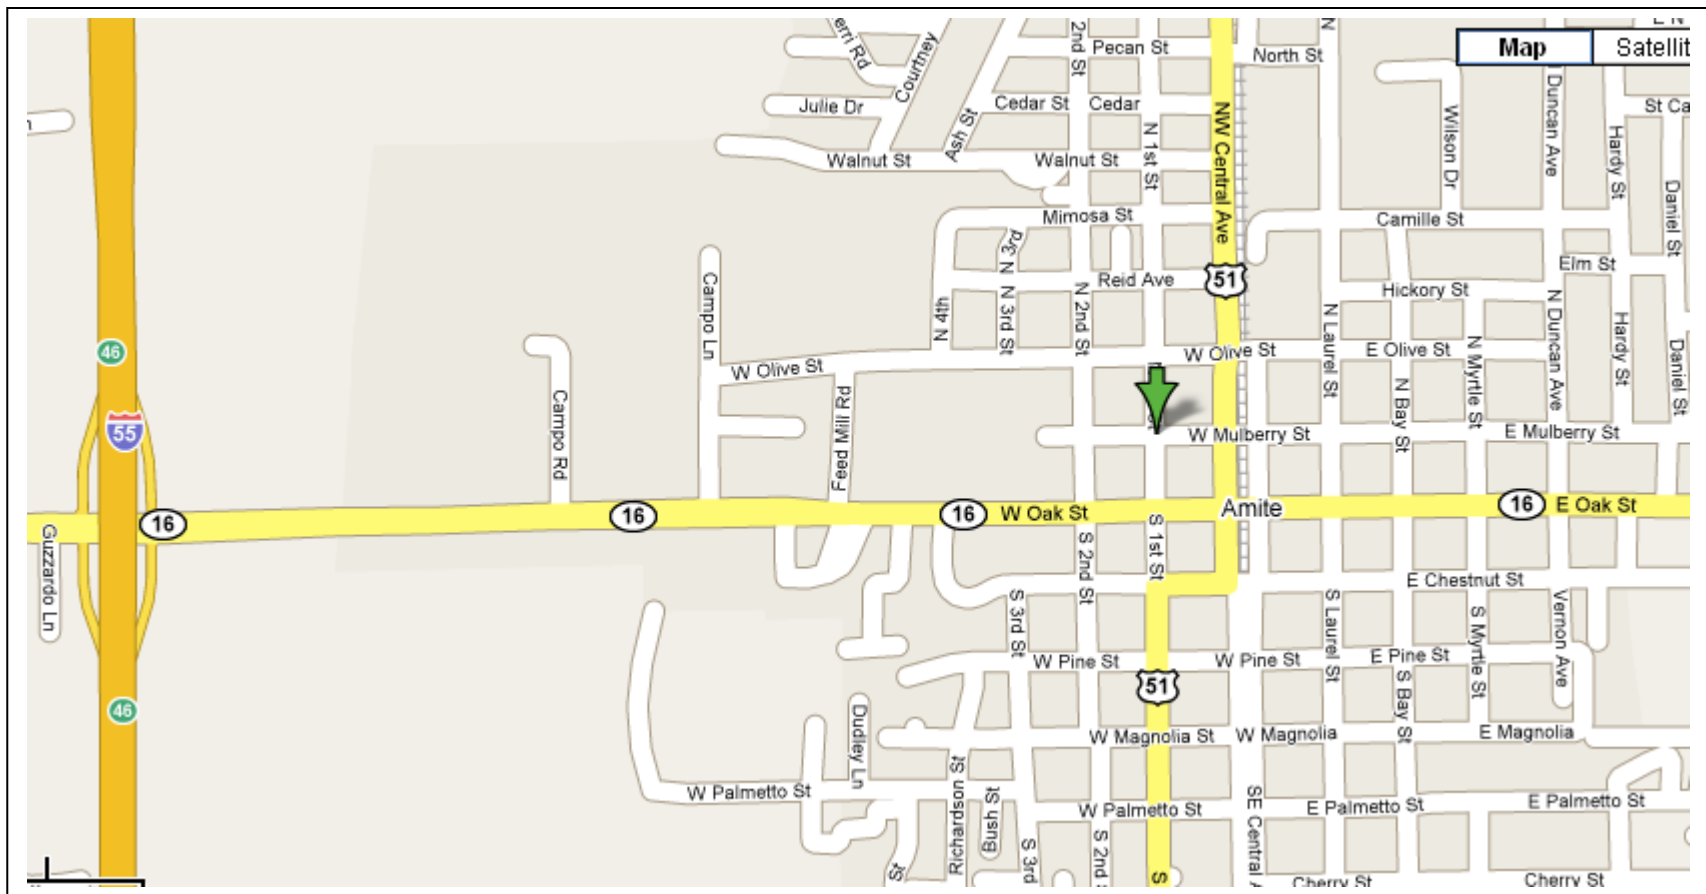 erri Rd
Courtney
2nd St
Pecan St
North St
N
Map
Satellit
Julie Dr
Ash St
Cedar St
Cedar
N 1st St
NW Central Ave
Wilson Dr
N Duncan Ave
Hardy St
St Ca
Walnut St
Walnut St
Daniel St
Mimosa St
Camille St
N 3rd
Reid Ave
51
Elm St
Hickory St
Campo Ln
N 4th
N 3rd St
N 2nd St
N Laurel St
N Duncan Ave
Hardy St
46
W Olive St
W Olive St
E Olive St
N Myrtle St
Daniel St
Campo Rd
Feed Mill Rd
N Bay St
55
W Mulberry St
E Mulberry St
16
16
16
W Oak St
Amite
16
E Oak St
Guzzardo Ln
S 2nd St
S 1st St
E Chestnut St
S 3rd St
S Laurel St
S Myrtle St
Vernon Ave
W Pine St
W Pine St
E Pine St
51
S Bay St
46
Dudley Ln
W Magnolia St
W Magnolia
E Magnolia
W Palmetto St
Richardson St
Bush St
W Palmetto St
SE Central A
E Palmetto St
E Palmetto St
St
S 3rd
S 2nd S
S
Cherry St
Cherry St